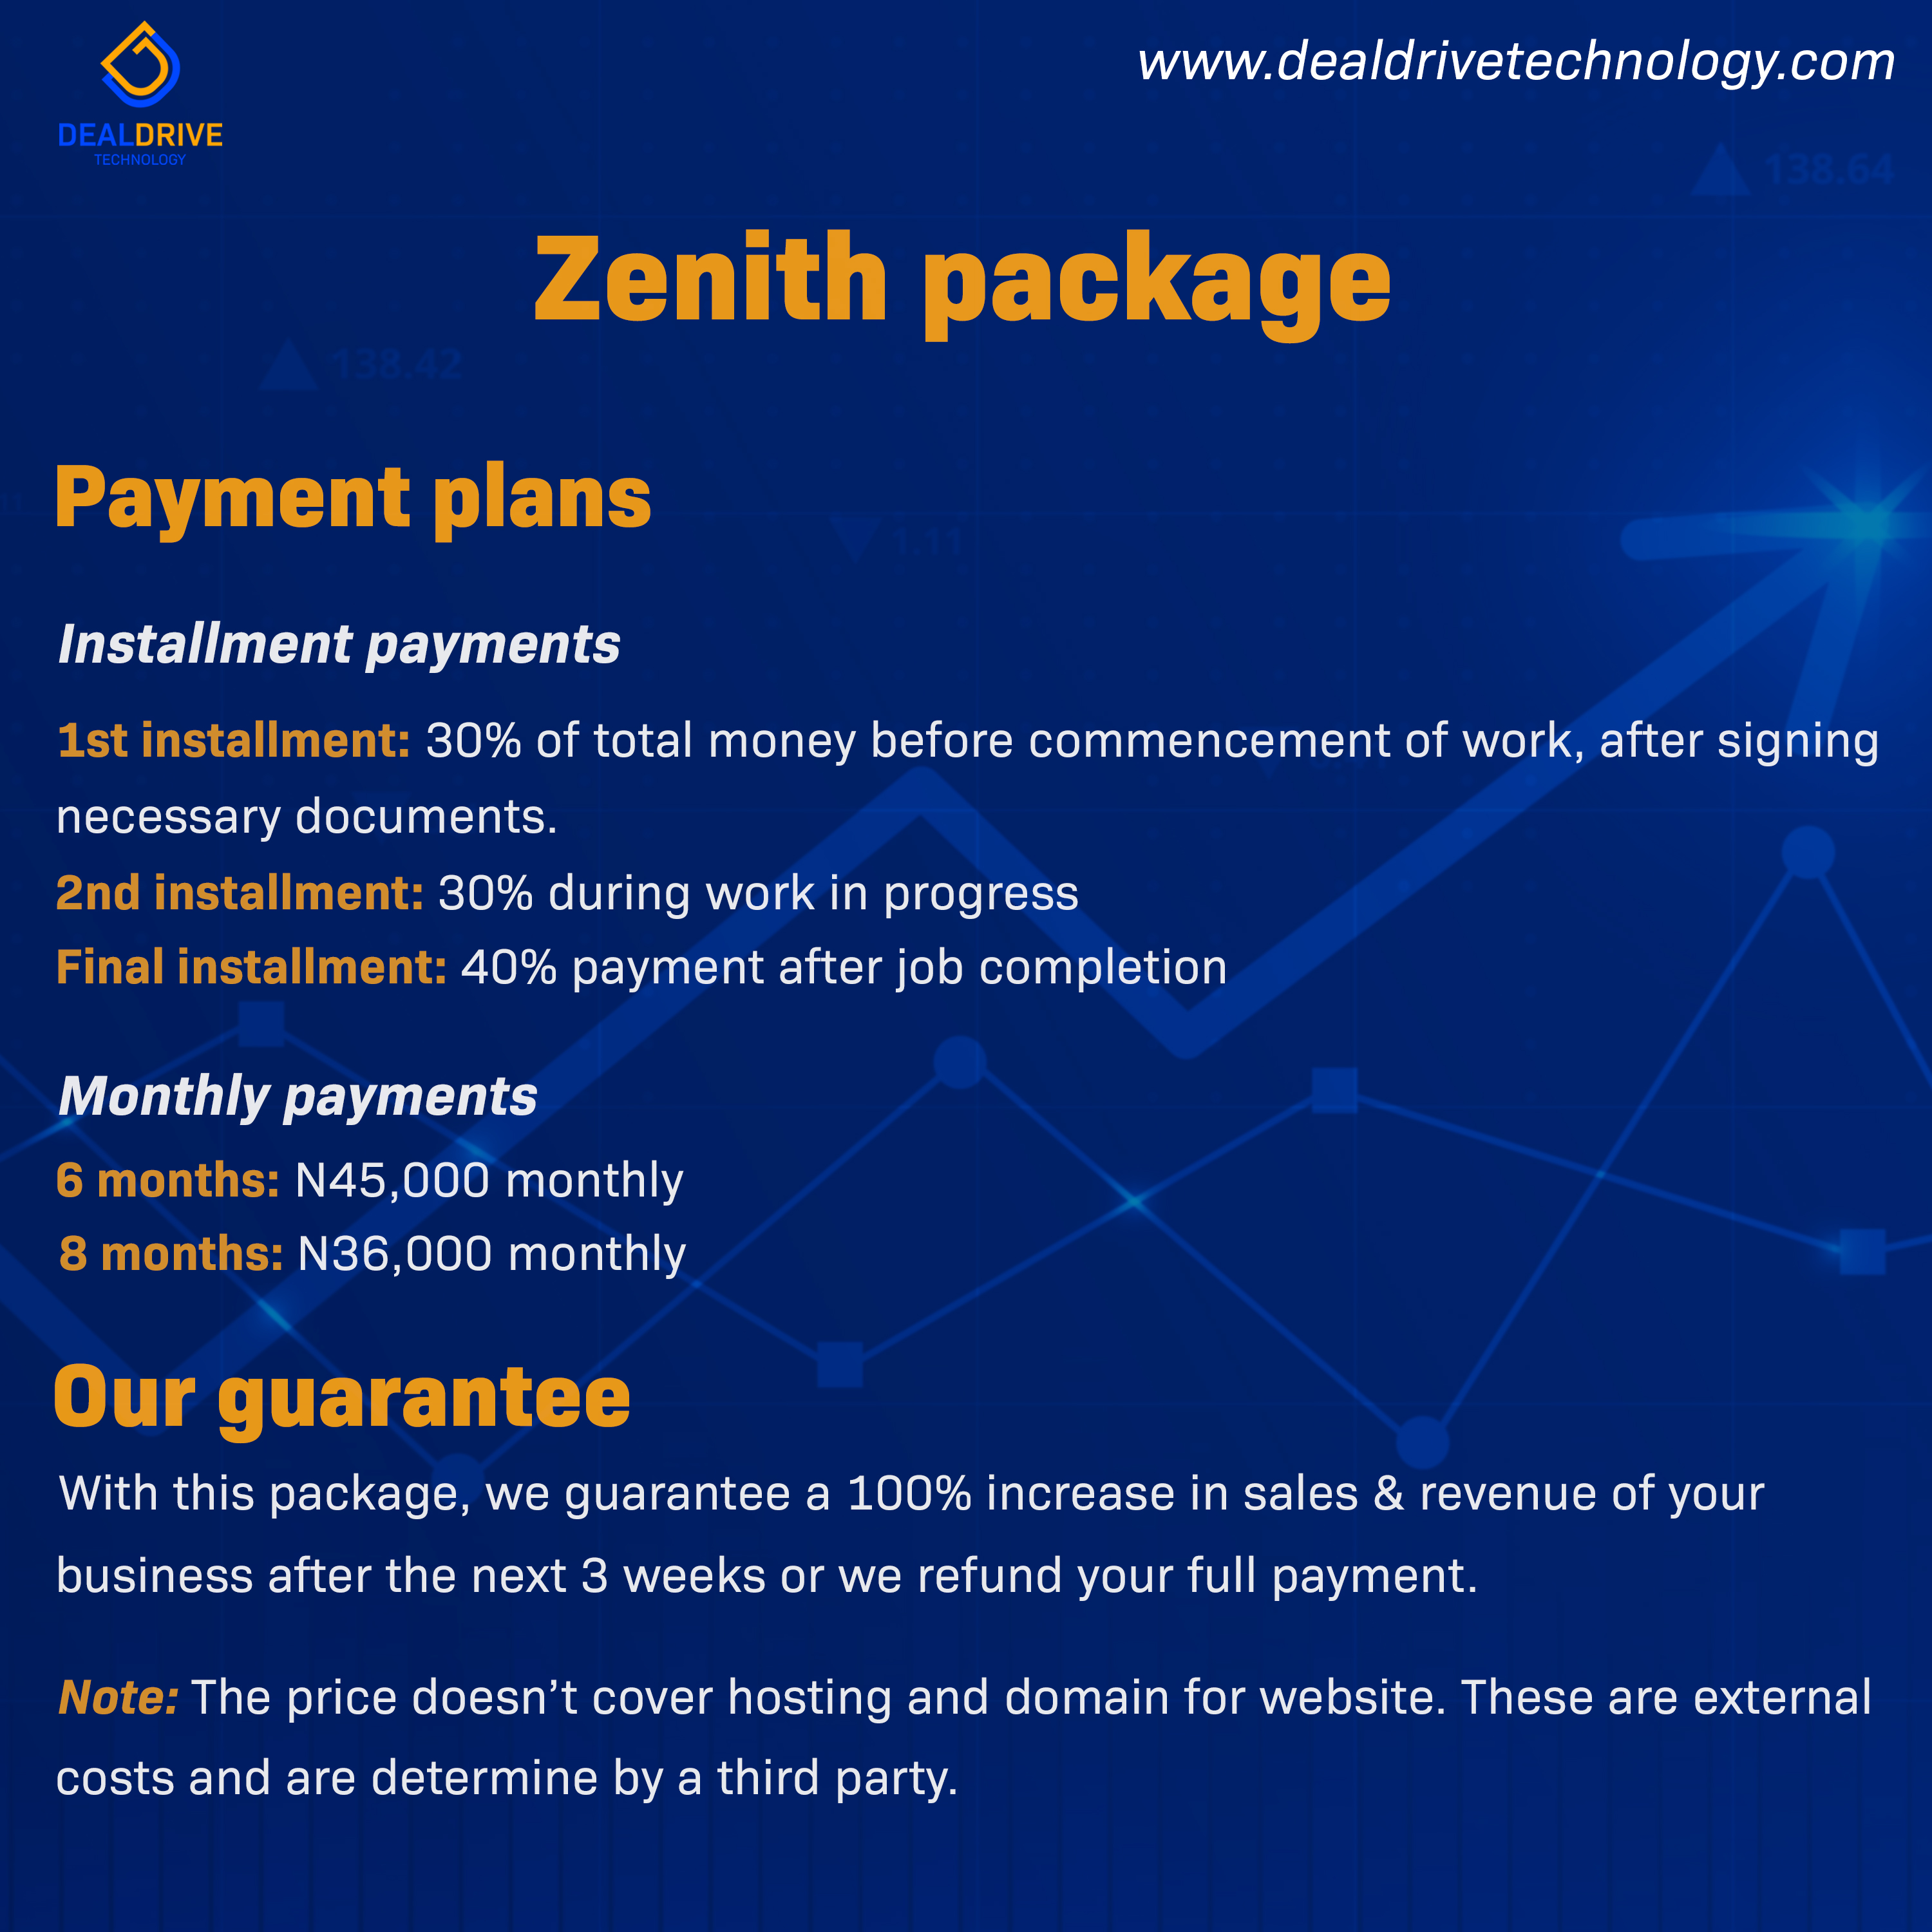 DEALDRIVE
TECHNOLOGY
www.dealdrivetechnology.com
138.64
Zenith package
138.42
Payment plans
1.11
Installment payments
1st installment: 30% of total money before commencement of work, after signing
necessary documents.
2nd installment: 30% during work in progress
Final installment: 40% payment after job completion
Monthly payments
6 months: N45,000 monthly
8 months: N36,000 monthly
Our guarantee
With this package, we guarantee a 100% increase in sales & revenue of your
business after the next 3 weeks or we refund your full payment.
Note: The price doesn’t cover hosting and domain for website. These are external
costs and are determine by a third party.